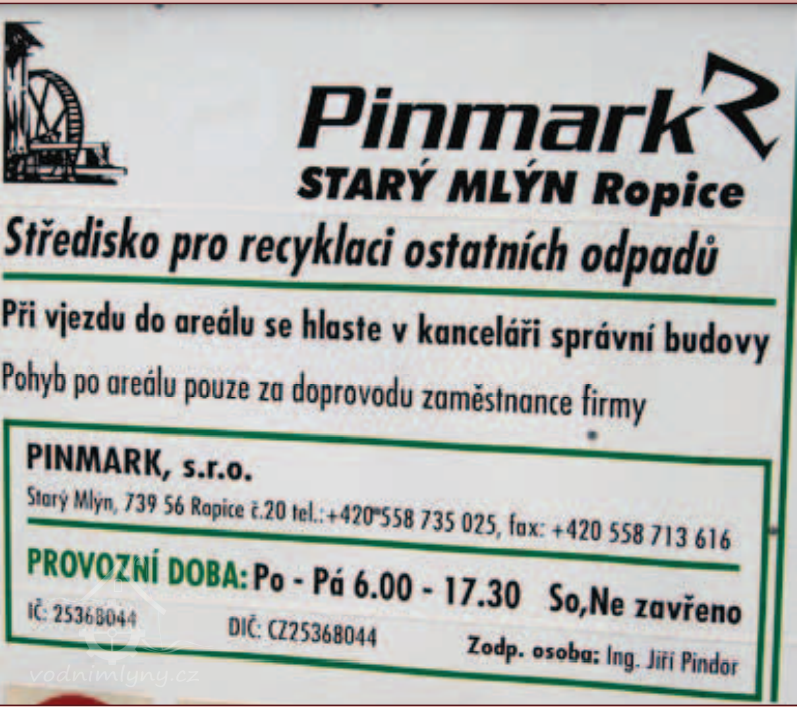 Pinmark
STARÝ MLÝN Ropice
Středisko pro recyklaci ostatních odpadů
Při vjezdu do areálu se hlaste v kanceláři správní budovy
Pohyb po areálu pouze za doprovodu zaměstnance firmy
PINMARK, s.r.o.
Starý Mlýn, 739 56 Ropice č.20 tel.:+420 558 735 025, fax: +420 558 713 616
PROVOZNÍ DOBA: Po - Pá 6.00 - 17.30 So,Ne zavřeno
IČ: 25368044 DIČ: CZ25368044 Zodp. osoba: Ing. Jiří Pindor
vodnimlyny.cz